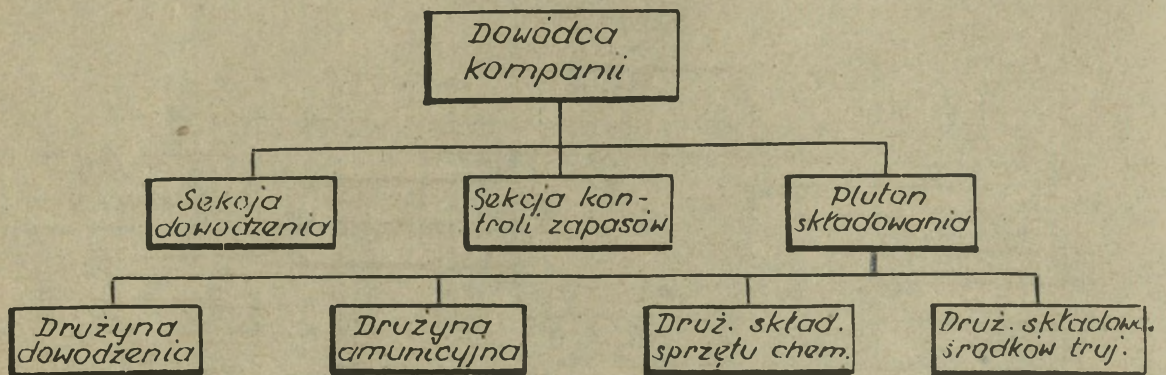 Dowódca
kompanii
Sekcja
dowodzenia
Sekcja kon-
troli zapasów
Pluton
składowania
Drużyna
dowodzenia
Drużyna
amunicyjna
Druż. skład.
sprzętu chem.
Druż. składow.
środków truj.